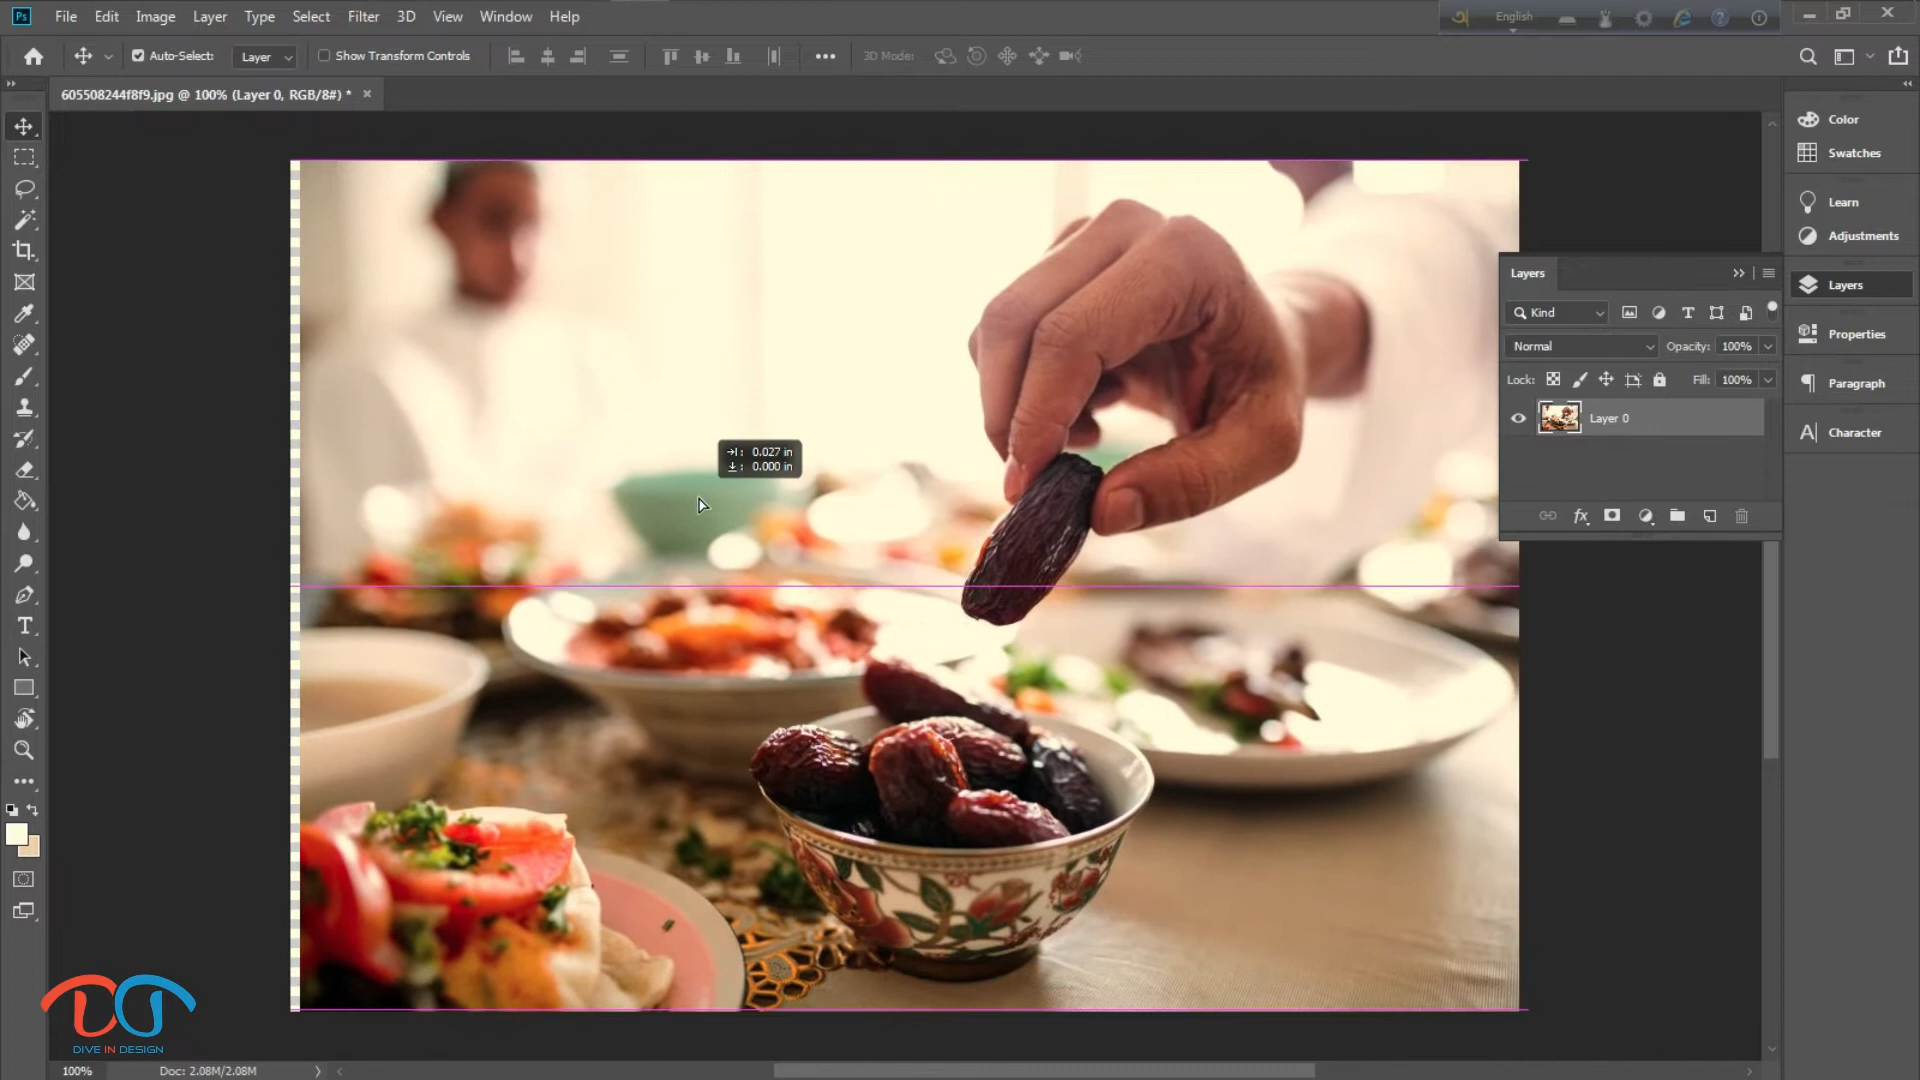 Ps File Edit Image Layer Type Select Filter 3D View Window Help
English
Auto-Select: Layer Show Transform Controls 3D Mode:
605508244f8f9.jpg @ 100% (Layer 0, RGB/8#) *
Color
Swatches
Learn
Adjustments
Layers
Properties
Paragraph
Character
Layers
Kind
Normal Opacity: 100%
Lock: Fill: 100%
Layer 0
fx
0.027 in
0.000 in
DIVE IN DESIGN
100% Doc: 2.08M/2.08M